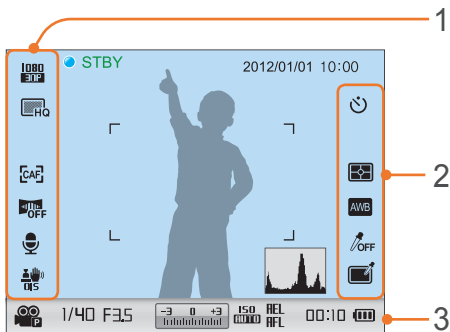 1
STBY
2012/01/01 10:00
1080
30P
HQ
CAF
OFF
OIS
2
AWB
OFF
P
1/40 F3.5
-3 0 +3
ISO
AUTO
AEL
AFL
00:10
3